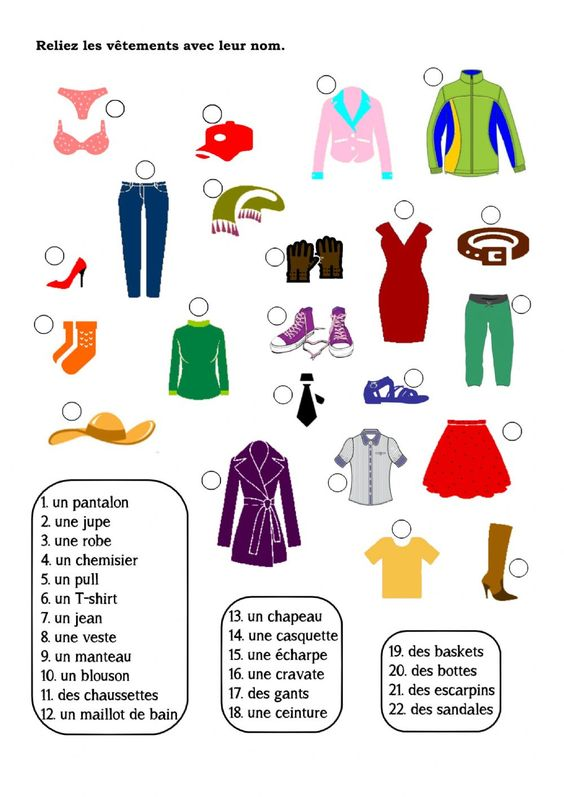 Reliez les vêtements avec leur nom.
1. un pantalon
2. une jupe
3. une robe
4. un chemisier
5. un pull
6. un T-shirt
7. un jean
8. une veste
9. un manteau
10. un blouson
11. des chaussettes
12. un maillot de bain
13. un chapeau
14. une casquette
15. une écharpe
16. une cravate
17. des gants
18. une ceinture
19. des baskets
20. des bottes
21. des escarpins
22. des sandales